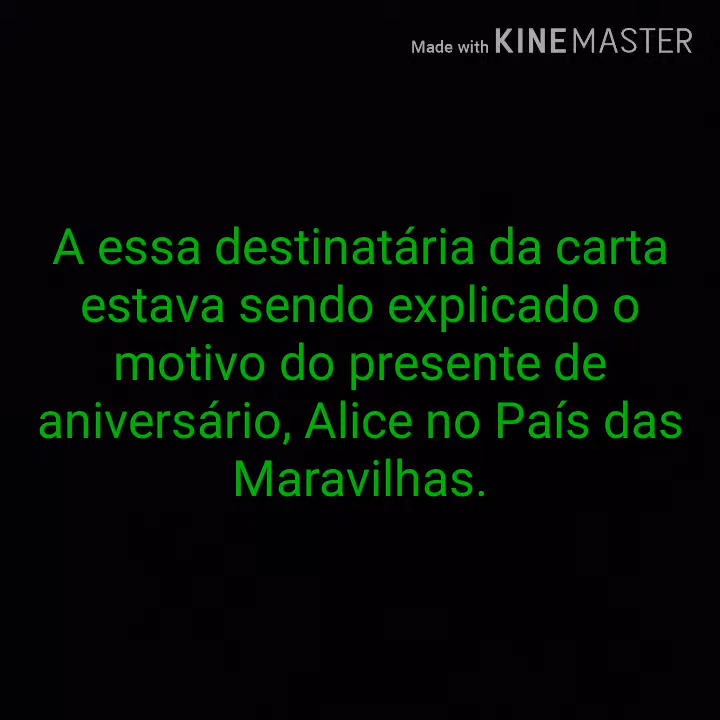 Made with KINEMASTER
A essa destinatária da carta
estava sendo explicado o
motivo do presente de
aniversário, Alice no País das
Maravilhas.